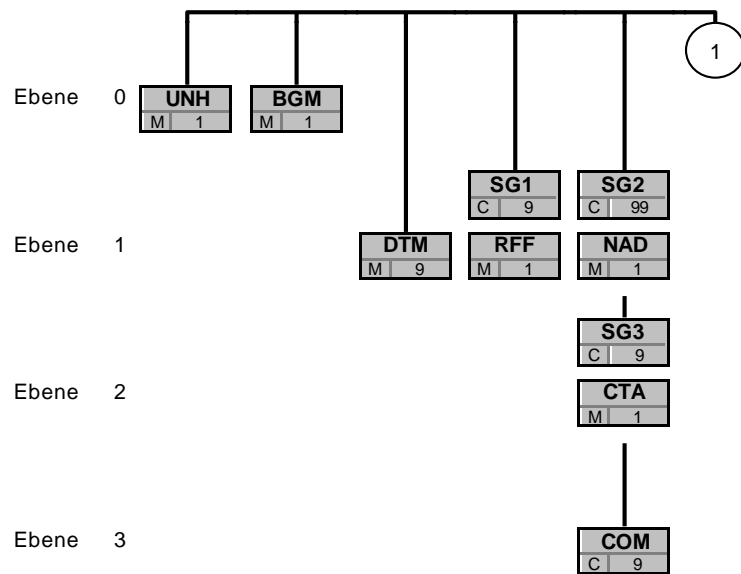 1
Ebene 0 UNH BGM
M 1 M 1
SG1 SG2
C 9 C 99
Ebene 1 DTM RFF NAD
M 9 M 1 M 1
SG3
C 9
Ebene 2 CTA
M 1
Ebene 3 COM
C 9